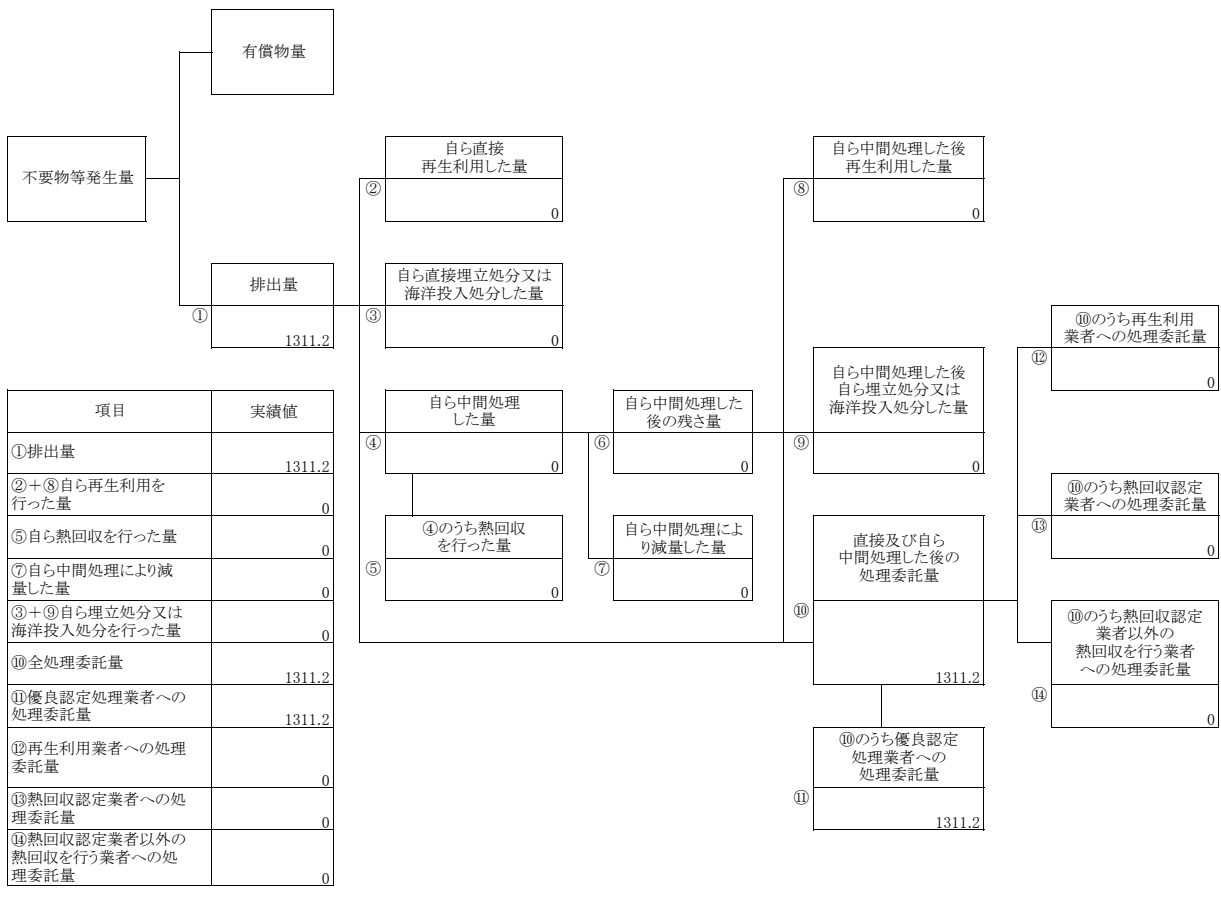 有償物量
不要物等発生量
排出量
①
1311.2
自ら直接
再生利用した量
②
0
自ら直接埋立処分又は
海洋投入処分した量
③
0
自ら中間処理
した量
④
0
④のうち熱回収
を行った量
⑤
0
自ら中間処理した
後の残さ量
⑥
0
自ら中間処理によ
り減量した量
⑦
0
自ら中間処理した後
再生利用した量
⑧
0
自ら中間処理した後
自ら埋立処分又は
海洋投入処分した量
⑨
0
直接及び自ら
中間処理した後の
処理委託量
⑩
1311.2
⑩のうち優良認定
処理業者への
処理委託量
⑪
1311.2
⑩のうち再生利用
業者への処理委託量
⑫
0
⑩のうち熱回収認定
業者への処理委託量
⑬
0
⑩のうち熱回収認定
業者以外の
熱回収を行う業者
への処理委託量
⑭
0
項目 実績値
①排出量
1311.2
②＋⑧自ら再生利用を
行った量
0
⑤自ら熱回収を行った量
0
⑦自ら中間処理により減
量した量
0
③＋⑨自ら埋立処分又は
海洋投入処分を行った量
0
⑩全処理委託量
1311.2
⑪優良認定処理業者への
処理委託量
1311.2
⑫再生利用業者への処理
委託量
0
⑬熱回収認定業者への処
理委託量
0
⑭熱回収認定業者以外の
熱回収を行う業者への処
理委託量
0